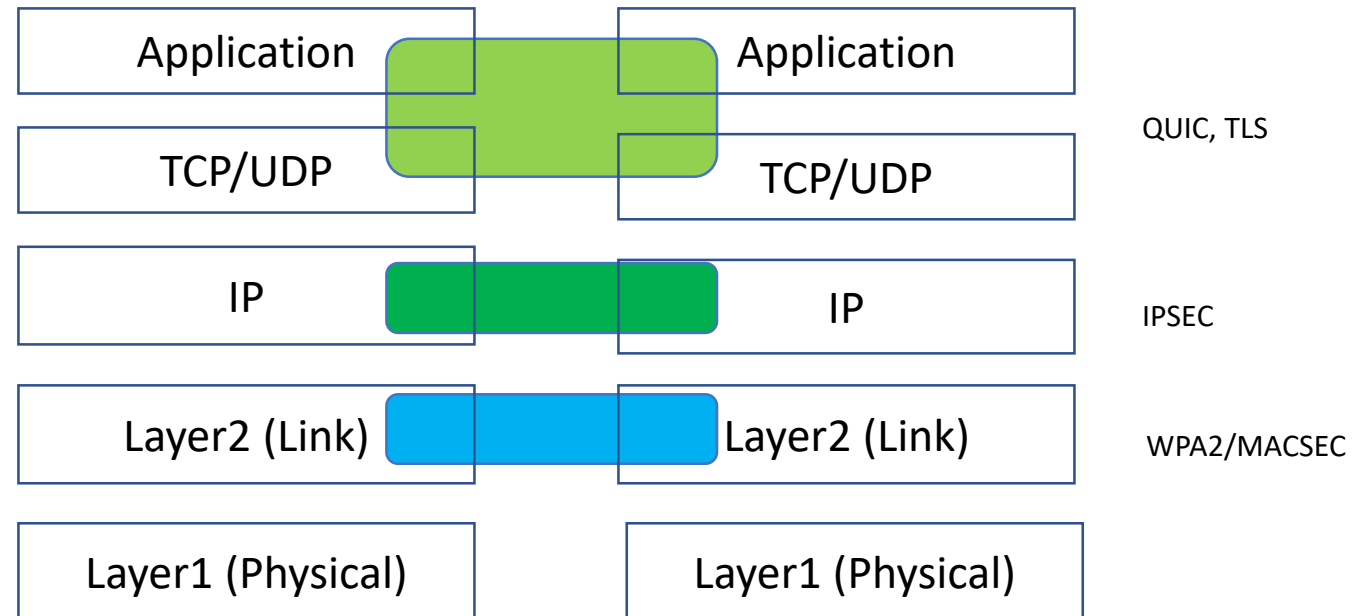 Application
Application
TCP/UDP
TCP/UDP
QUIC, TLS
IP
IP
IPSEC
Layer2 (Link)
Layer2 (Link)
WPA2/MACSEC
Layer1 (Physical)
Layer1 (Physical)